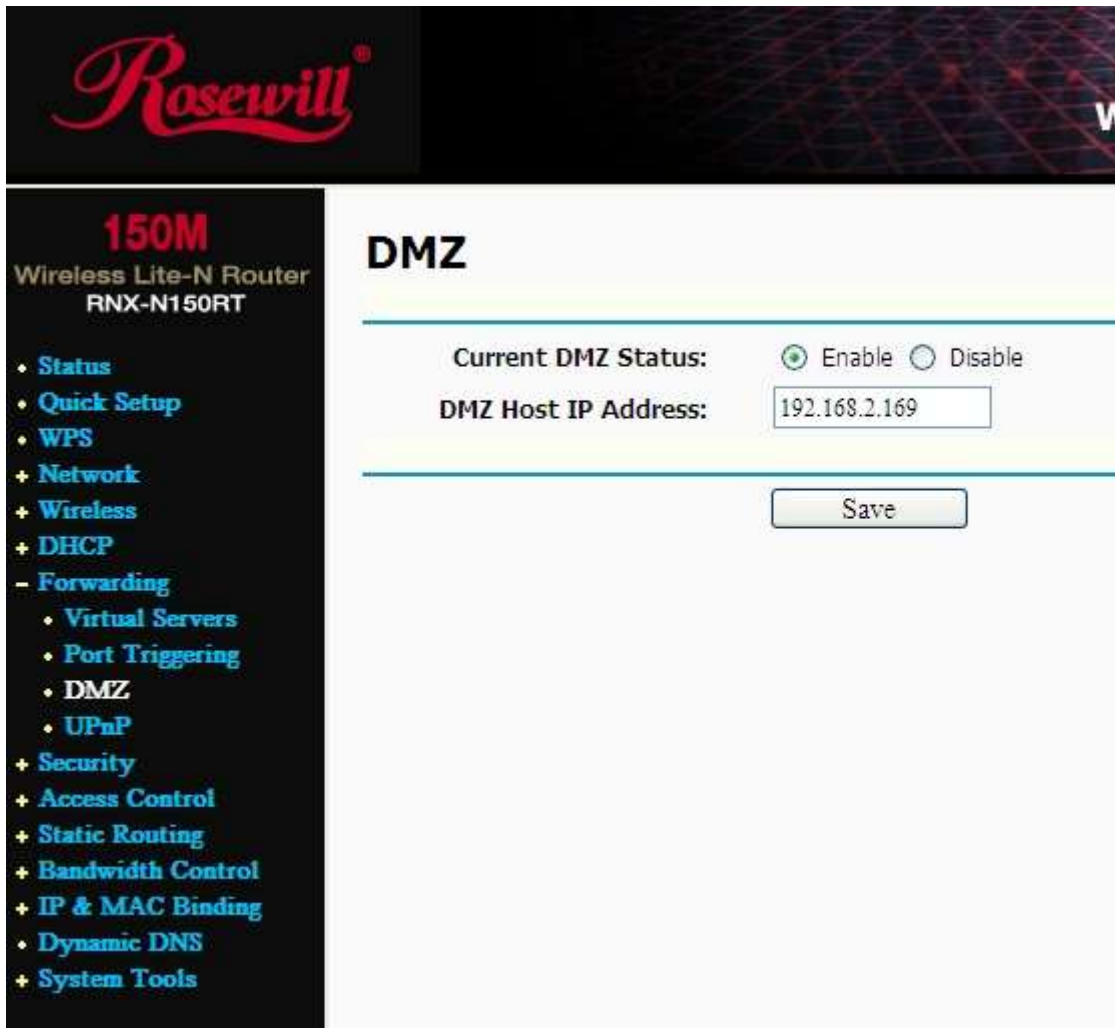 Rosewill®
W
150M
Wireless Lite-N Router
RNX-N150RT
DMZ
Current DMZ Status: Enable Disable
DMZ Host IP Address: 192.168.2.169
Save
Status
Quick Setup
WPS
+ Network
+ Wireless
+ DHCP
– Forwarding
Virtual Servers
Port Triggering
DMZ
UPnP
+ Security
+ Access Control
+ Static Routing
+ Bandwidth Control
+ IP & MAC Binding
Dynamic DNS
+ System Tools